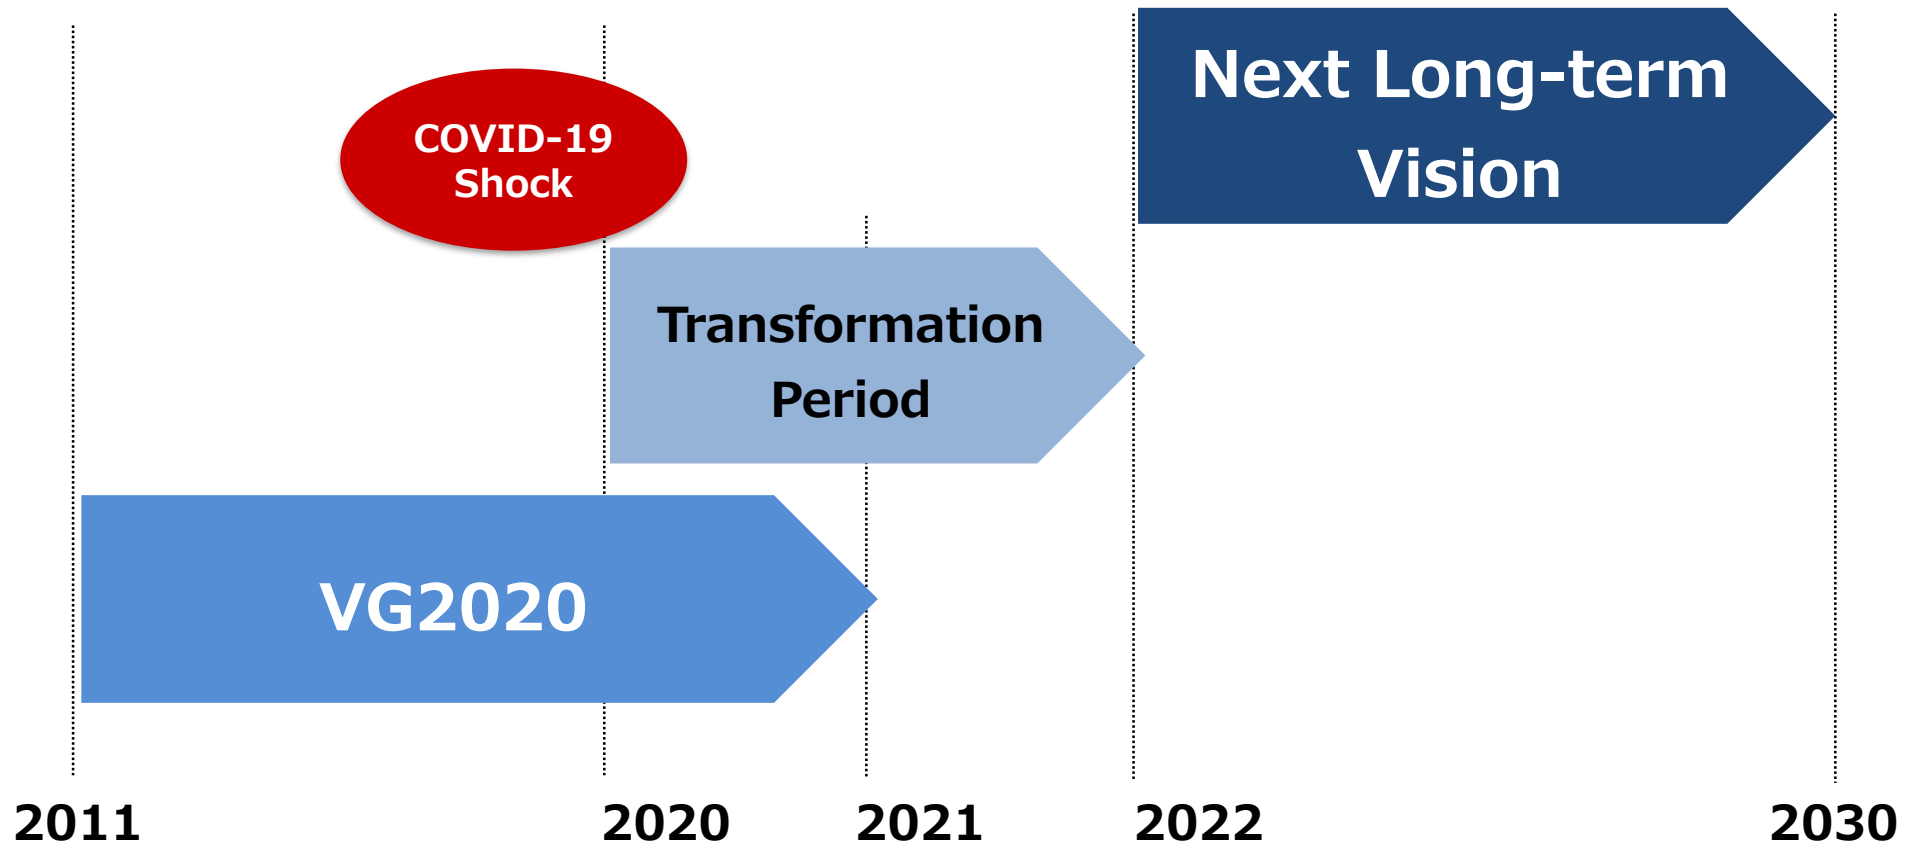 Next Long-term
Vision
COVID-19
Shock
Transformation
Period
VG2020
2011
2020
2021
2022
2030